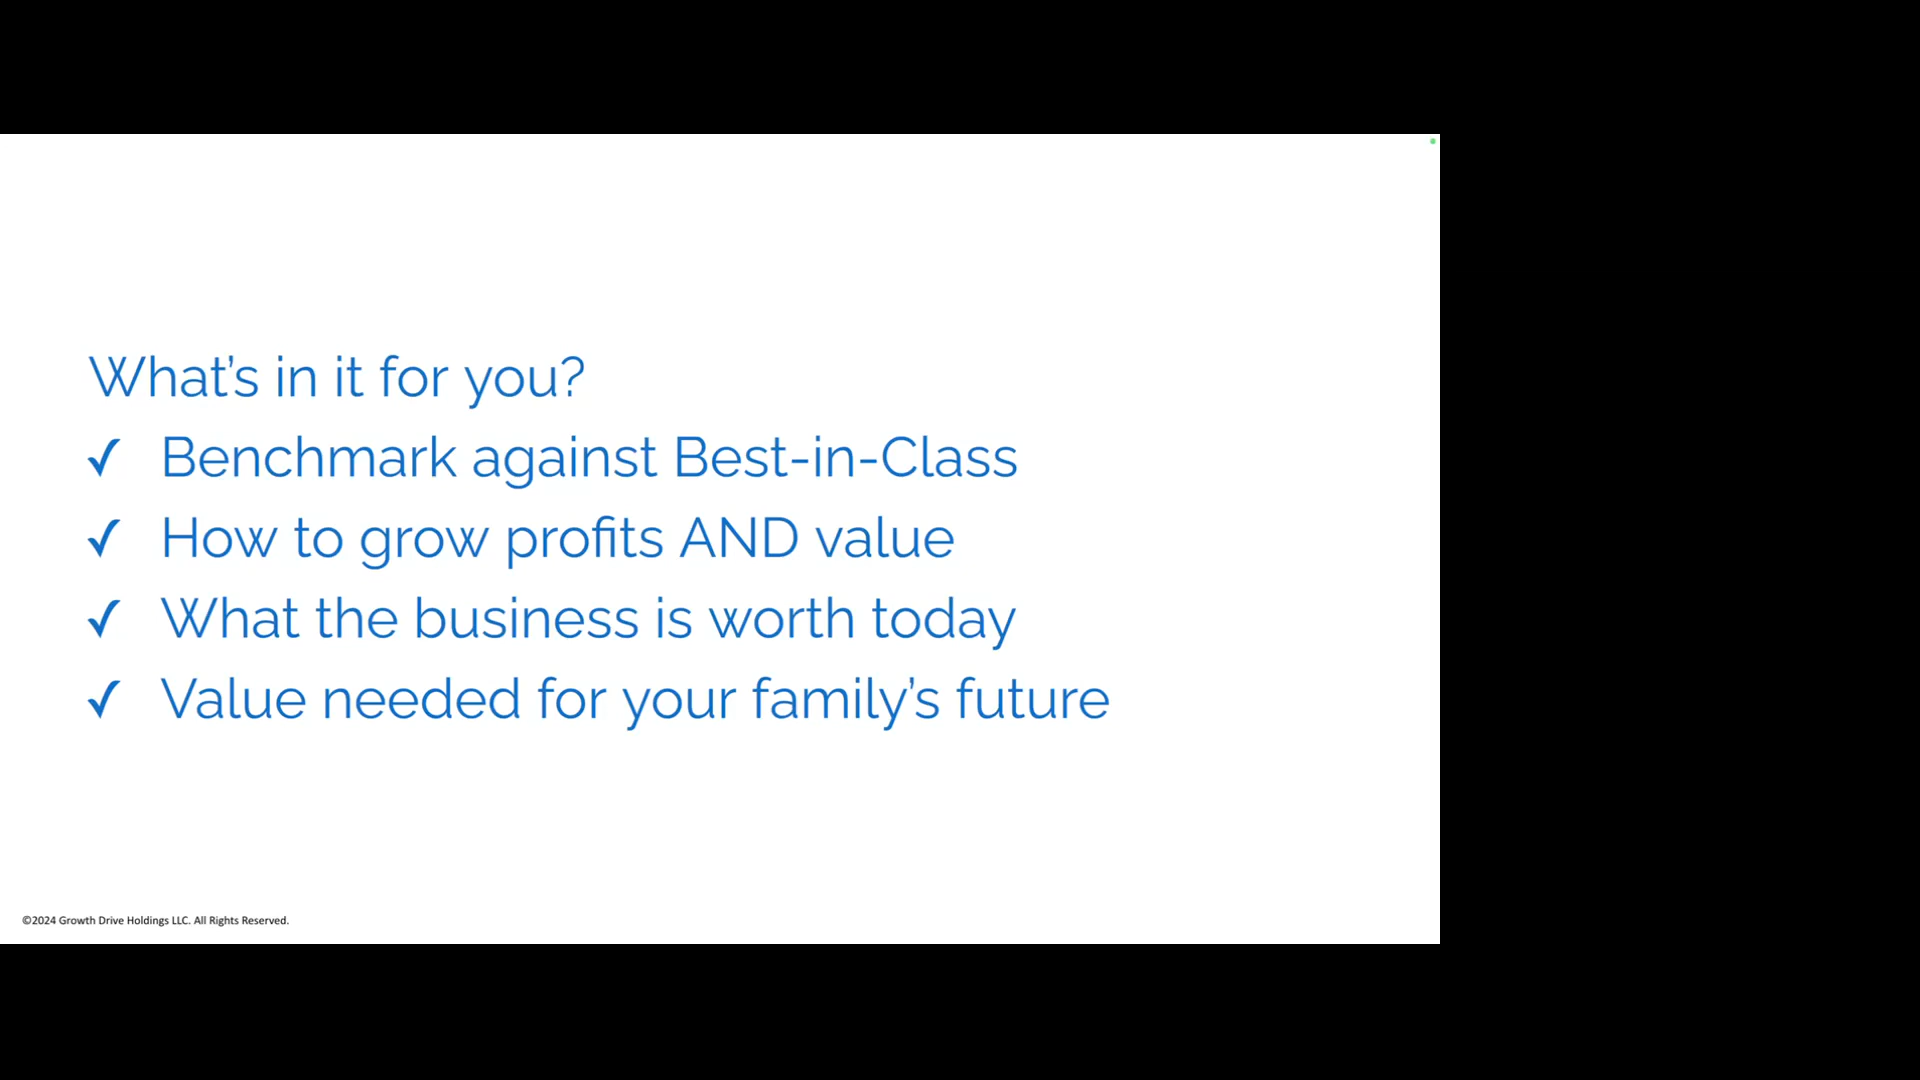 What’s in it for you?
✓ Benchmark against Best-in-Class
✓ How to grow profits AND value
✓ What the business is worth today
✓ Value needed for your family’s future
©2024 Growth Drive Holdings LLC. All Rights Reserved.